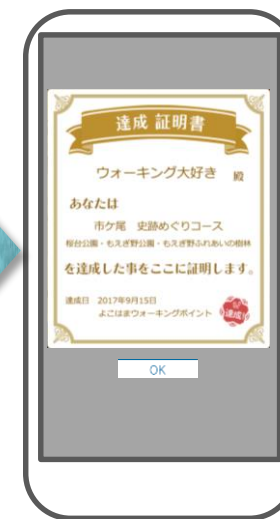 達成 証明書
ウォーキング大好き 殿
あなたは
市ケ尾 史跡めぐりコース
桜台公園・もえぎ野公園・もえぎ野ふれあいの樹林
を達成した事をここに証明します。
達成日 2017年9月15日
よこはまウォーキングポイント
達成!
OK